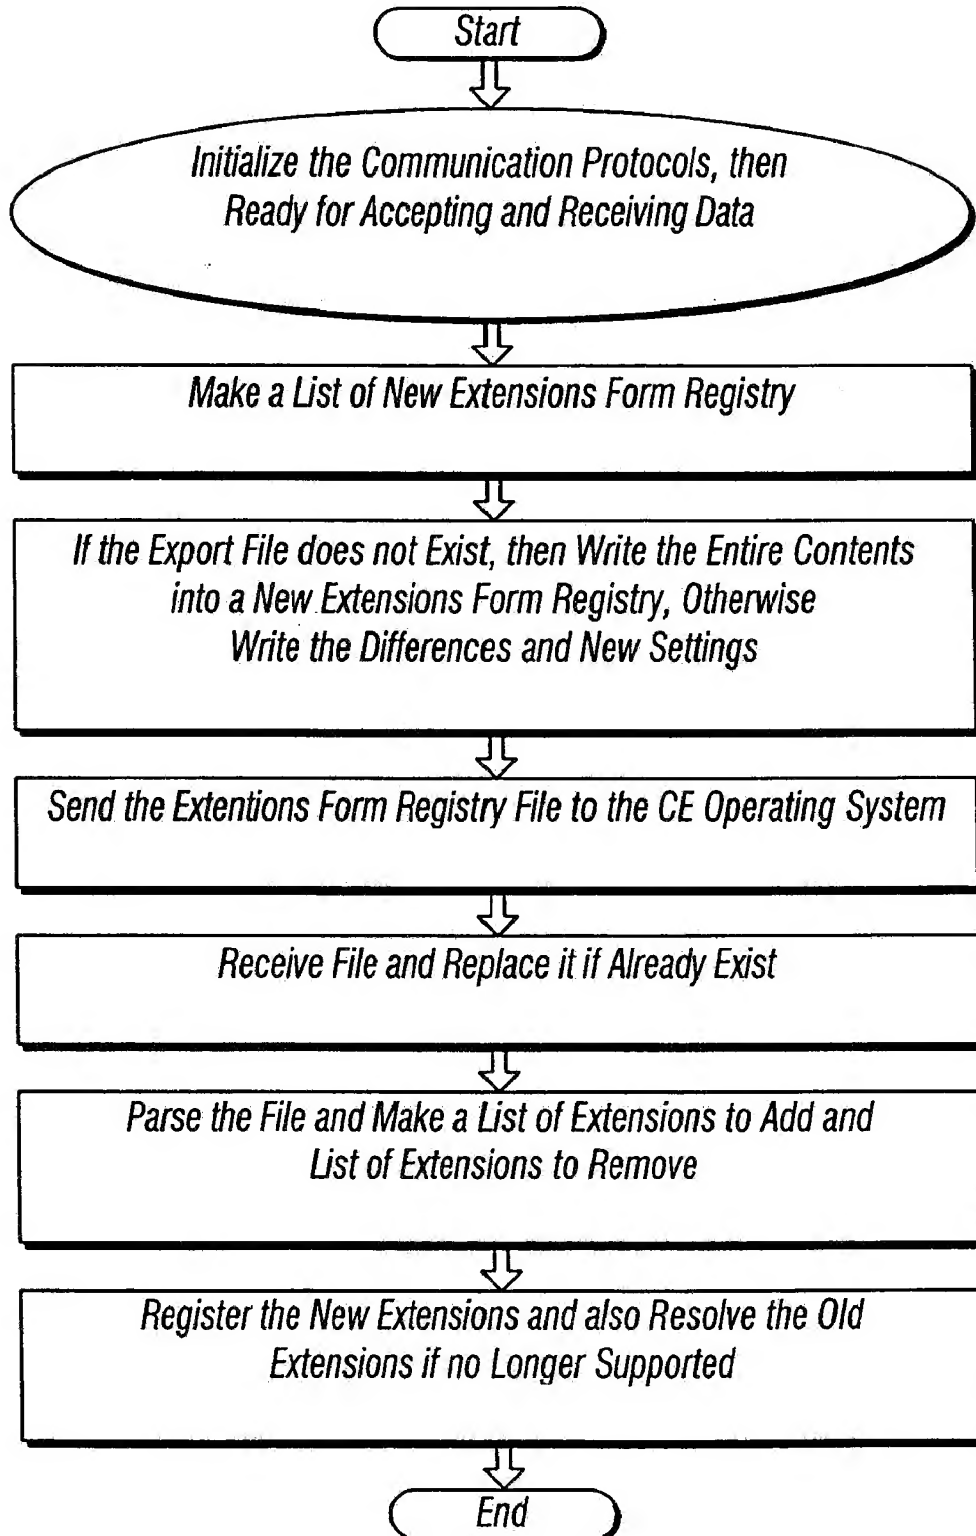 Start
Initialize the Communication Protocols, then
Ready for Accepting and Receiving Data
Make a List of New Extensions Form Registry
If the Export File does not Exist, then Write the Entire Contents
into a New Extensions Form Registry, Otherwise
Write the Differences and New Settings
Send the Extentions Form Registry File to the CE Operating System
Receive File and Replace it if Already Exist
Parse the File and Make a List of Extensions to Add and
List of Extensions to Remove
Register the New Extensions and also Resolve the Old
Extensions if no Longer Supported
End